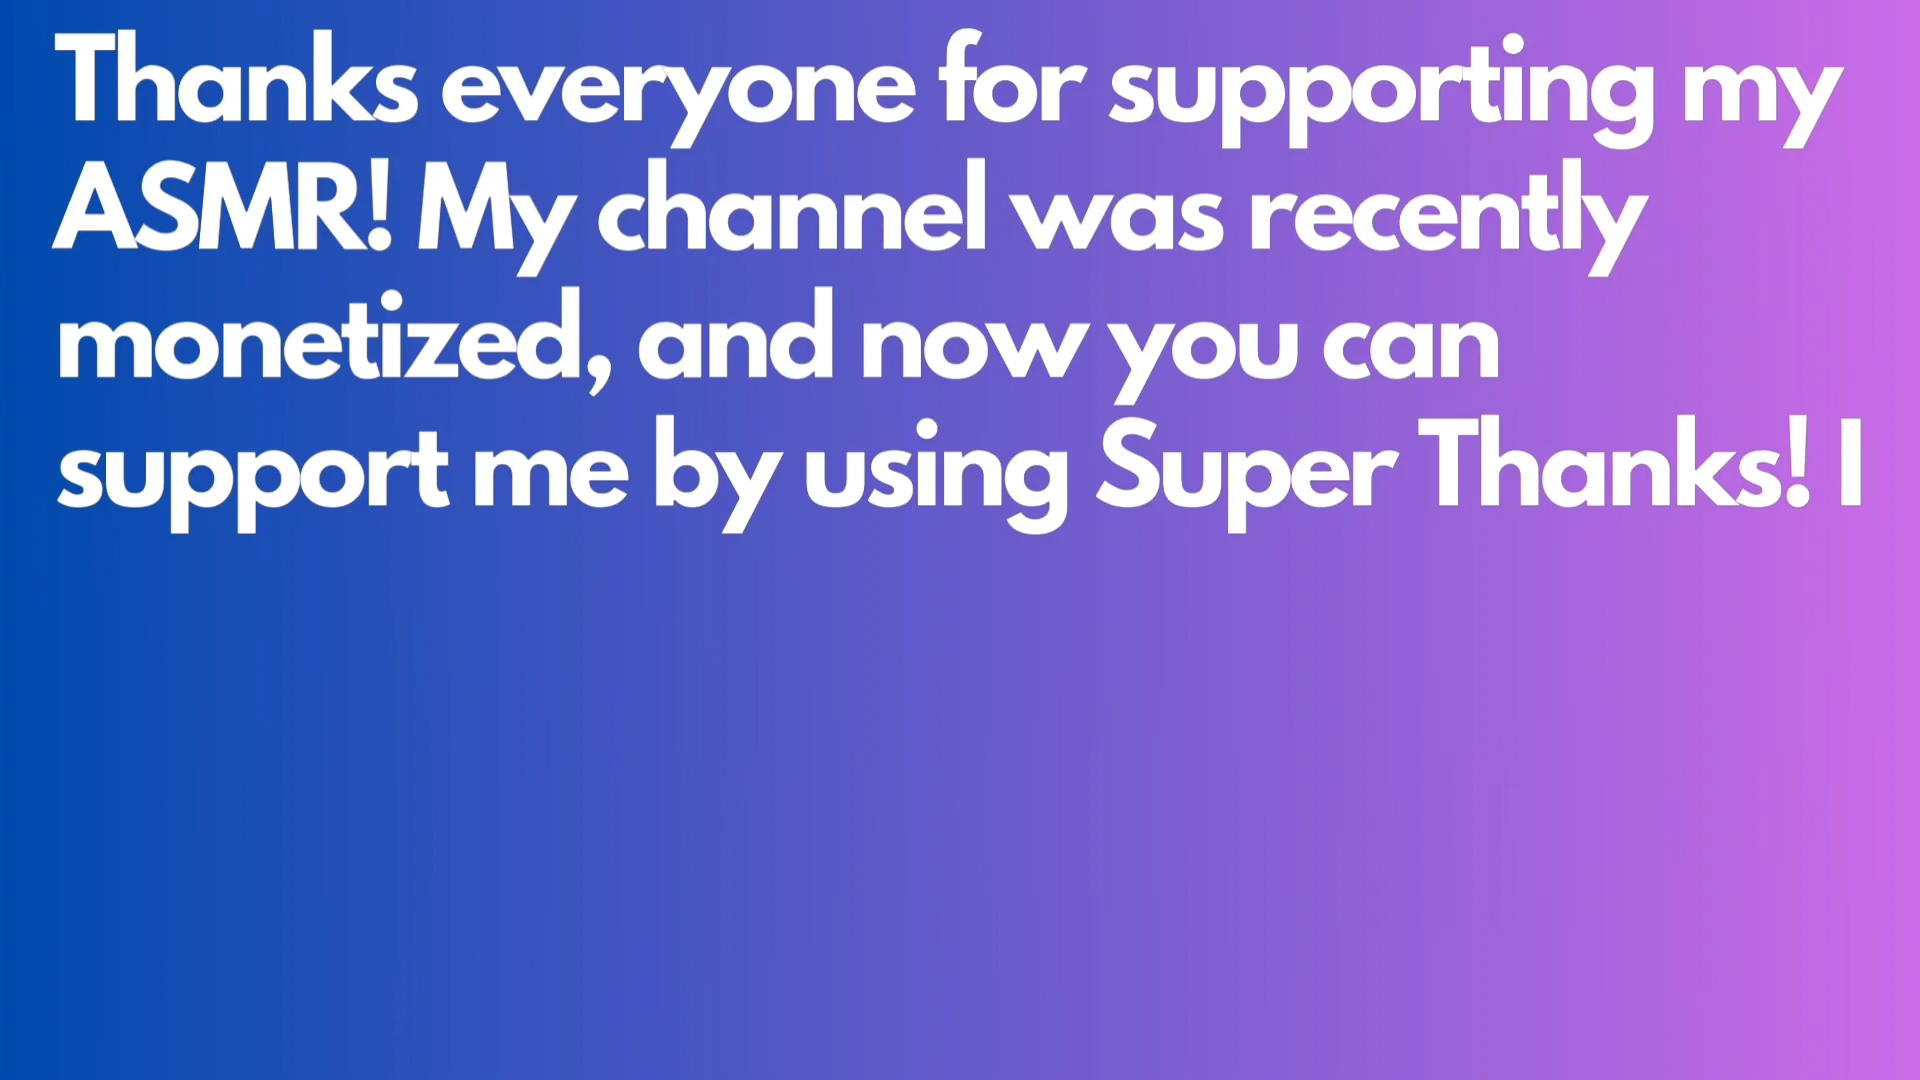 Thanks everyone for supporting my
ASMR! My channel was recently
monetized, and now you can
support me by using Super Thanks! I